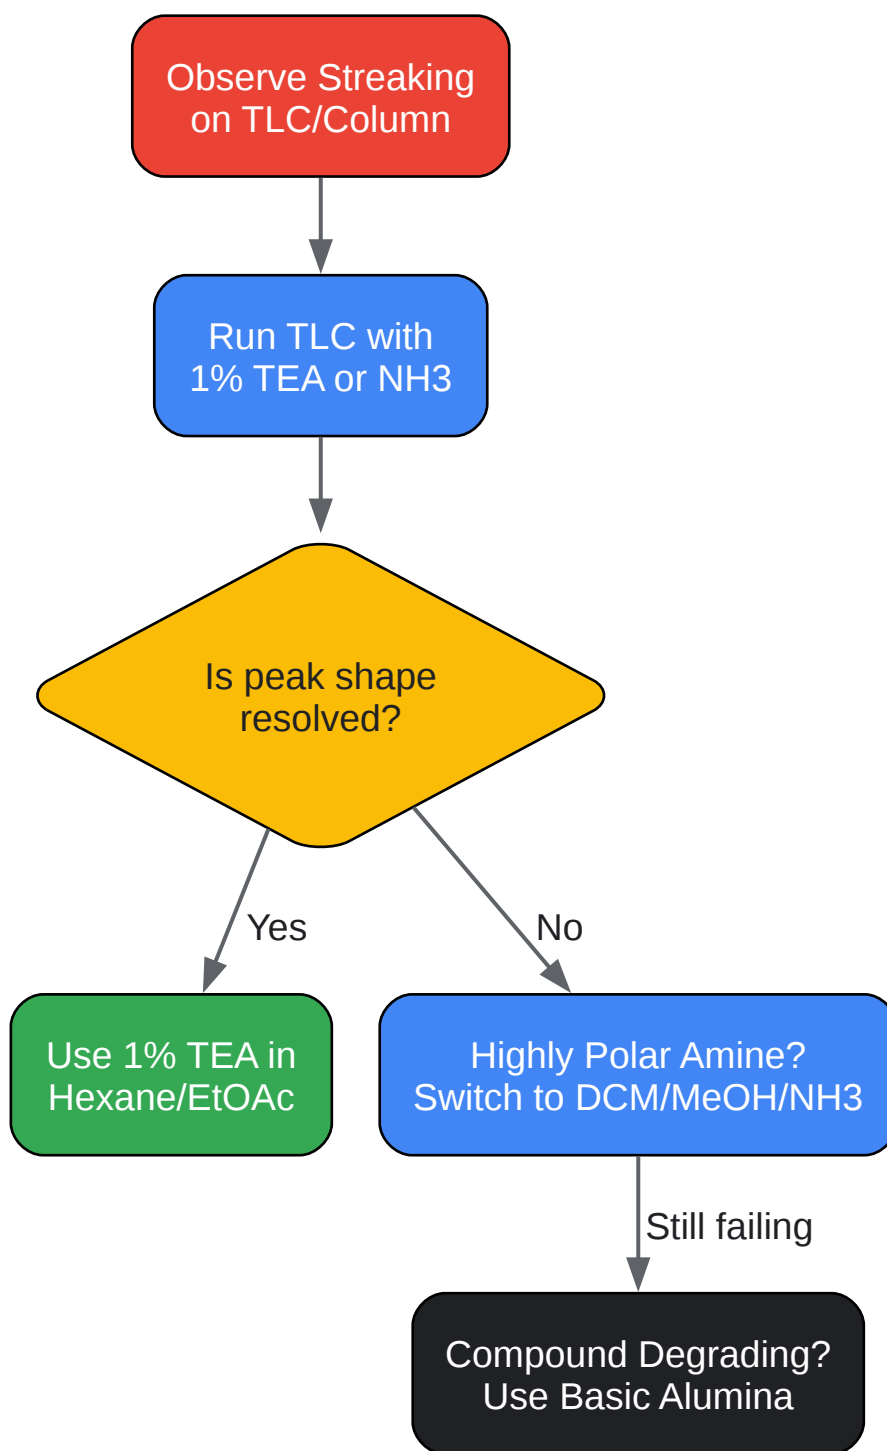 Observe Streaking
on TLC/Column
Run TLC with
1% TEA or NH3
Is peak shape
resolved?
Yes
No
Use 1% TEA in
Hexane/EtOAc
Highly Polar Amine?
Switch to DCM/MeOH/NH3
Still failing
Compound Degrading?
Use Basic Alumina